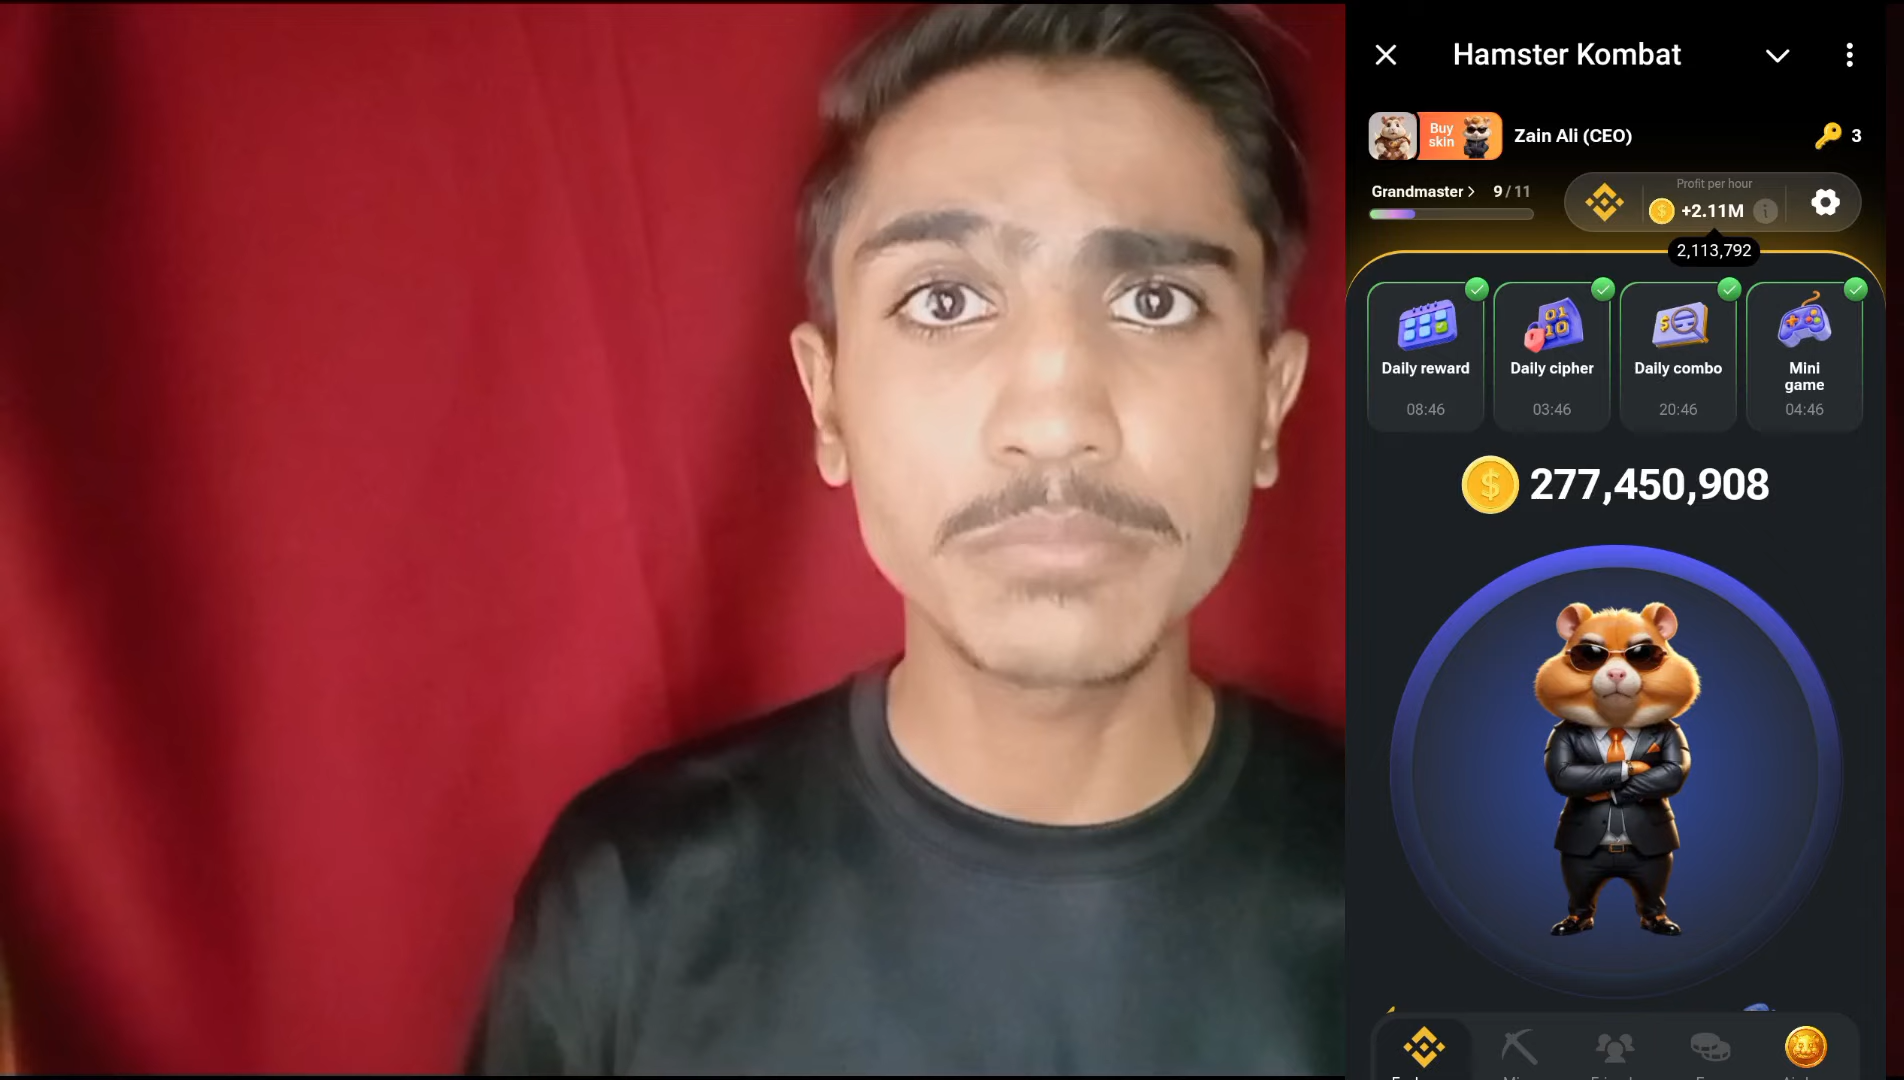 Hamster Kombat
Buy
skin
Zain Ali (CEO)
3
Grandmaster >
9/11
Profit per hour
+2.11M
2,113,792
Daily reward
08:46
Daily cipher
03:46
Daily combo
20:46
Mini
game
04:46
277,450,908